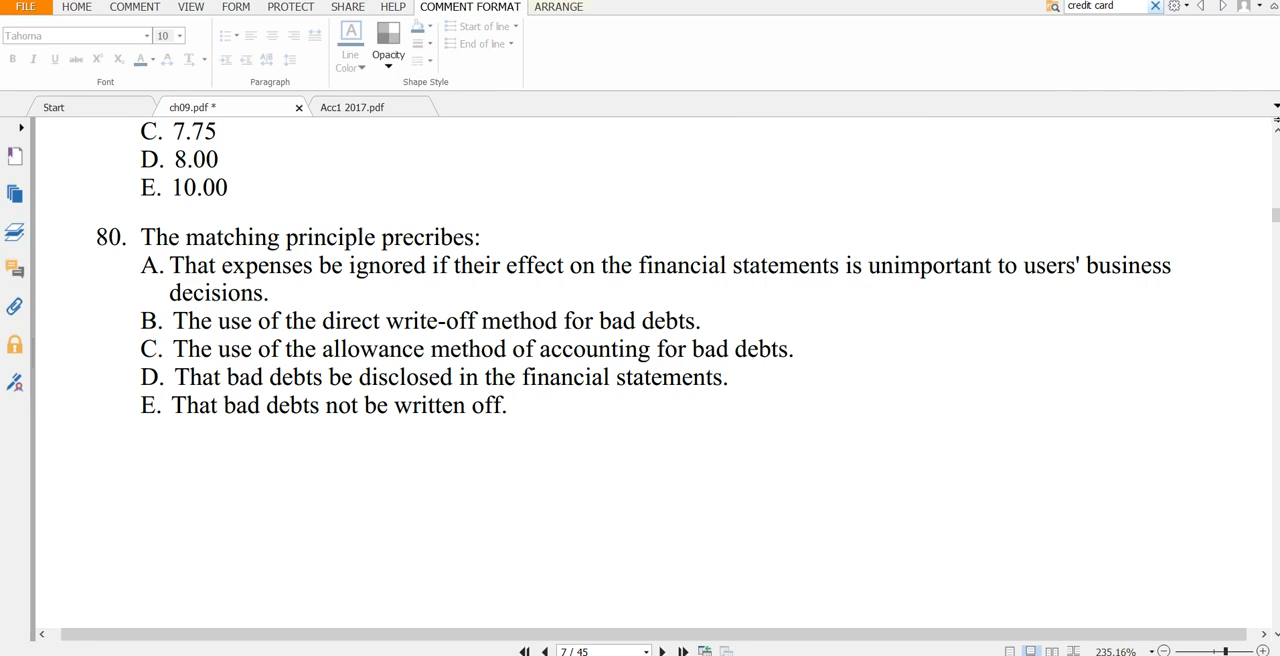 FILE HOME COMMENT VIEW FORM PROTECT SHARE HELP COMMENT FORMAT ARRANGE credit card
Tahoma 10 Start of line
Line Color Opacity End of line
B I U abc X² X₂ A A T
Font Paragraph Shape Style
Start ch09.pdf * Acc1 2017.pdf
C. 7.75
D. 8.00
E. 10.00
80. The matching principle precribes:
A. That expenses be ignored if their effect on the financial statements is unimportant to users' business
decisions.
B. The use of the direct write-off method for bad debts.
C. The use of the allowance method of accounting for bad debts.
D. That bad debts be disclosed in the financial statements.
E. That bad debts not be written off.
7 / 45 235.16%